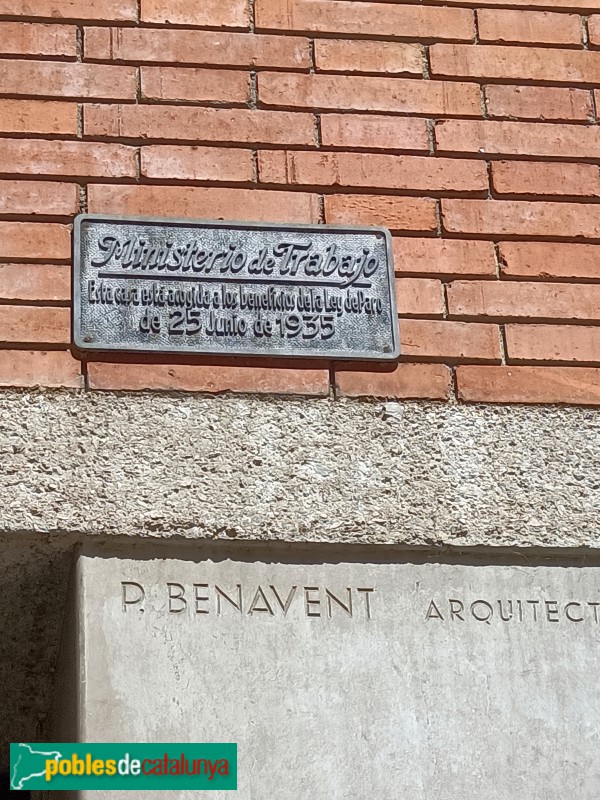 Ministerio de Trabajo
Esta casa está acogida a los beneficios de la Ley del Paro
de 25 Junio de 1935
P. BENAVENT ARQUITECT
poblesdecatalunya